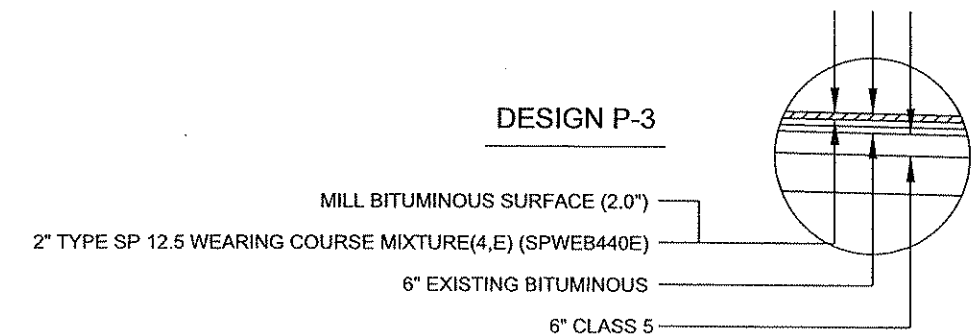 DESIGN P-3
MILL BITUMINOUS SURFACE (2.0")
2" TYPE SP 12.5 WEARING COURSE MIXTURE(4,E) (SPWEB440E)
6" EXISTING BITUMINOUS
6" CLASS 5